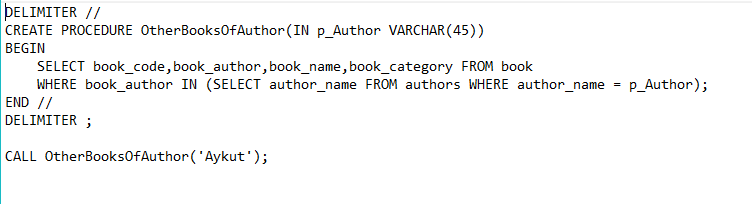 DELIMITER //
CREATE PROCEDURE OtherBooksOfAuthor(IN p_Author VARCHAR(45))
BEGIN
    SELECT book_code,book_author,book_name,book_category FROM book
    WHERE book_author IN (SELECT author_name FROM authors WHERE author_name = p_Author);
END //
DELIMITER ;

CALL OtherBooksOfAuthor('Aykut');